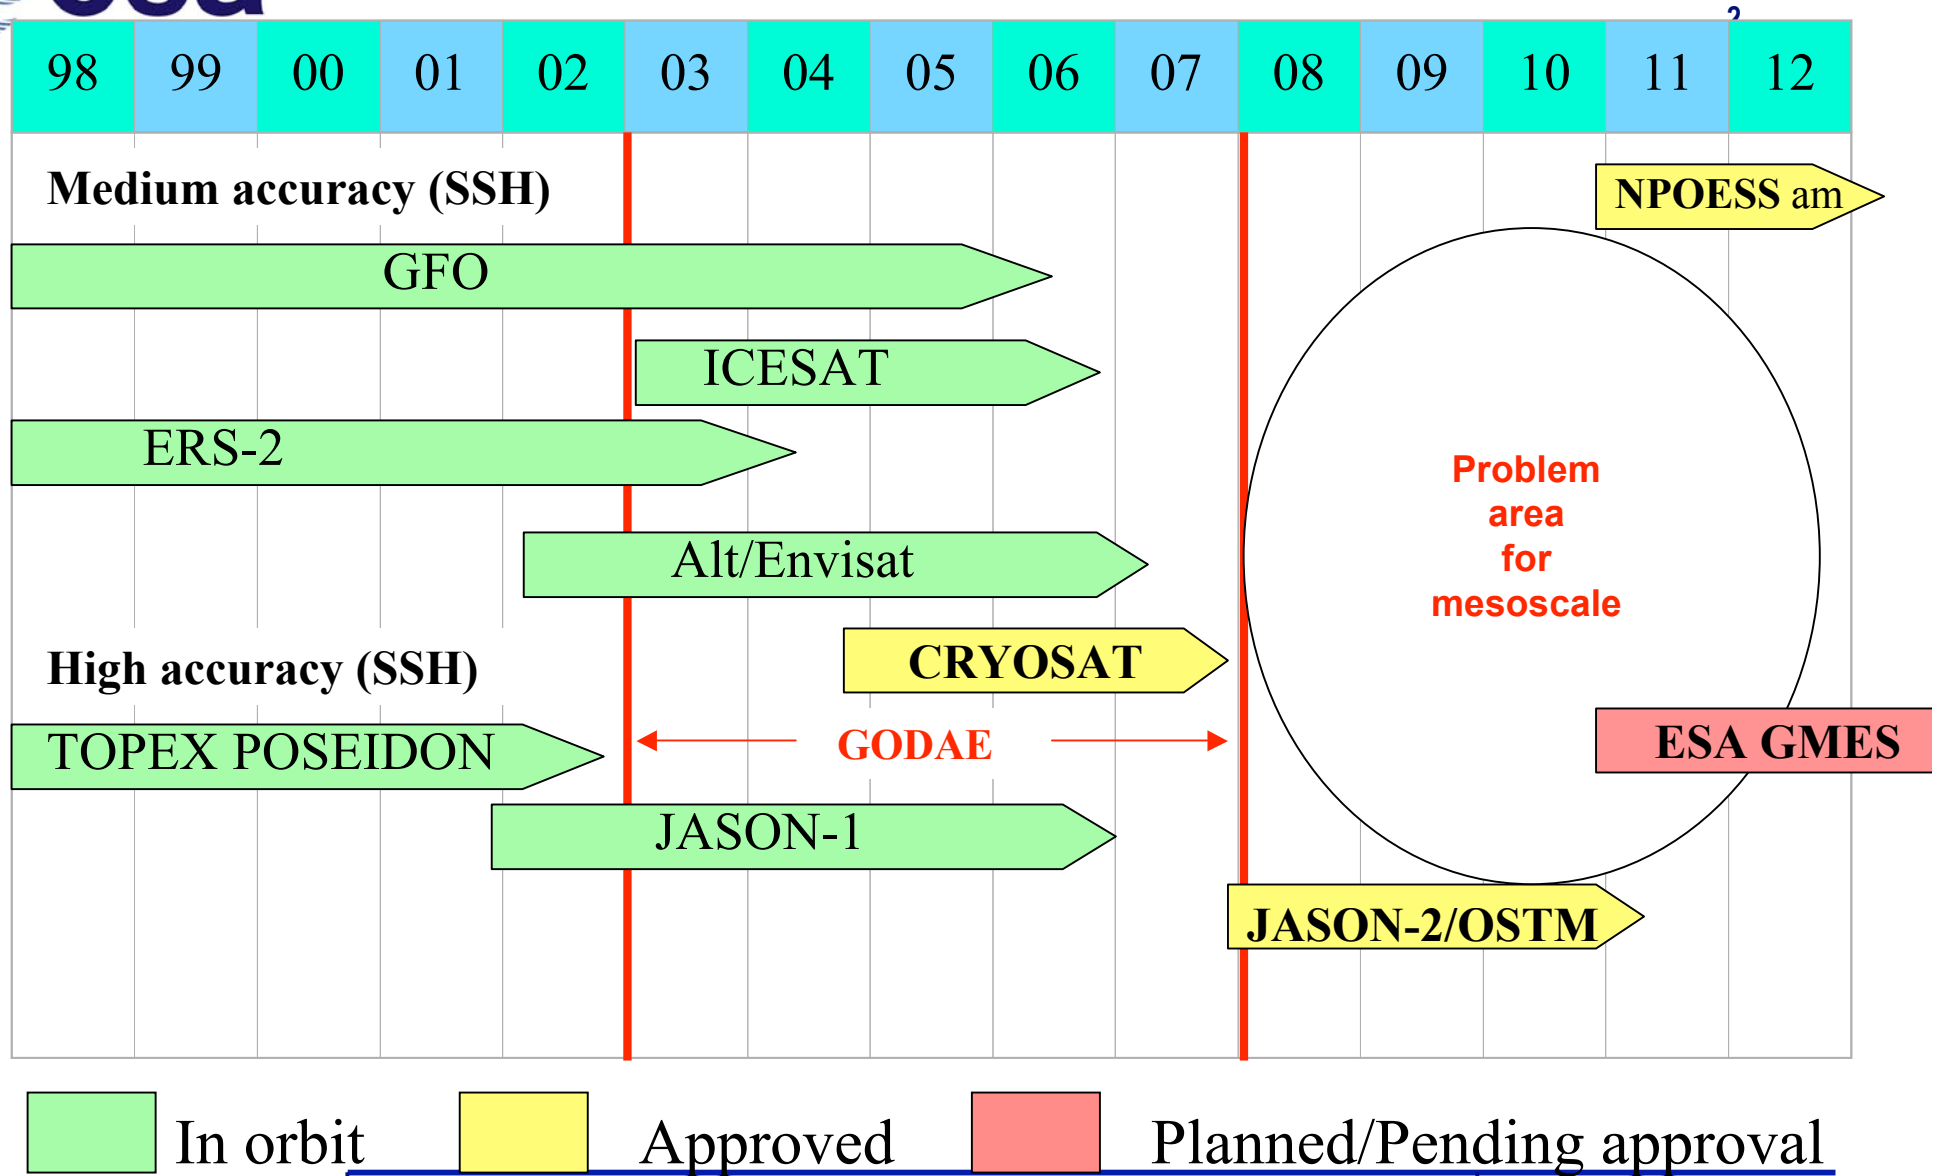 esa
2
98 99 00 01 02 03 04 05 06 07 08 09 10 11 12
Medium accuracy (SSH)
NPOESS am
GFO
ICESAT
ERS-2
Problem
area
for
mesoscale
Alt/Envisat
CRYOSAT
High accuracy (SSH)
TOPEX POSEIDON
GODAE
ESA GMES
JASON-1
JASON-2/OSTM
In orbit
Approved
Planned/Pending approval